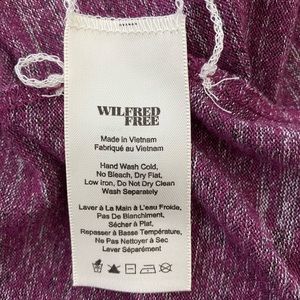 WILFRED
FREE
Made in Vietnam
Fabriqué au Vietnam
Hand Wash Cold,
No Bleach, Dry Flat,
Low iron, Do Not Dry Clean
Wash Separately
Laver à La Main à L'eau Froide,
Pas De Blanchiment,
Sécher à Plat,
Repasser à Basse Température,
Ne Pas Nettoyer à Sec
Laver Séparément